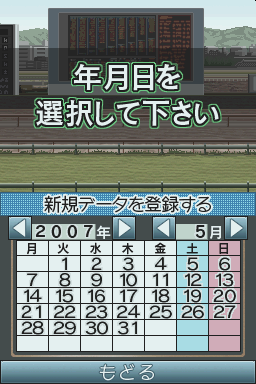 年月日を
選択して下さい
新規データを登録する
2007年 5月
月 火 水 木 金 土 日
1 2 3 4 5 6
7 8 9 10 11 12 13
14 15 16 17 18 19 20
21 22 23 24 25 26 27
28 29 30 31
もどる